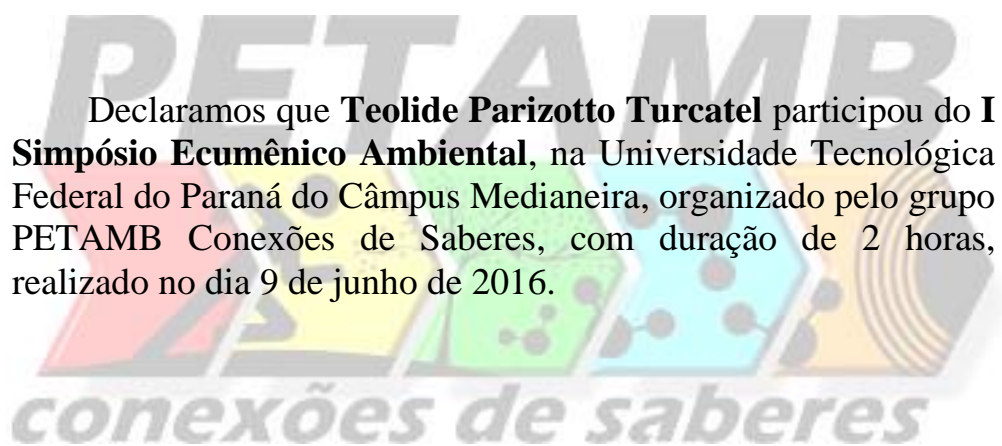 PETAMB
Declaramos que Teolide Parizotto Turcatel participou do I
Simpósio Ecumênico Ambiental, na Universidade Tecnológica
Federal do Paraná do Câmpus Medianeira, organizado pelo grupo
PETAMB Conexões de Saberes, com duração de 2 horas,
realizado no dia 9 de junho de 2016.
conexões de saberes